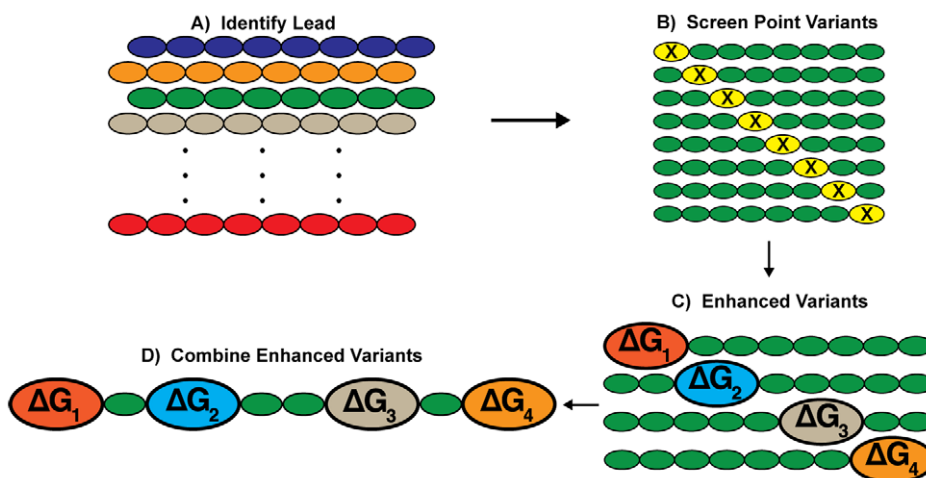 A) Identify Lead
B) Screen Point Variants
X
X
X
X
X
X
X
X
C) Enhanced Variants
ΔG1
ΔG2
ΔG3
ΔG4
D) Combine Enhanced Variants
ΔG1 ΔG2 ΔG3 ΔG4